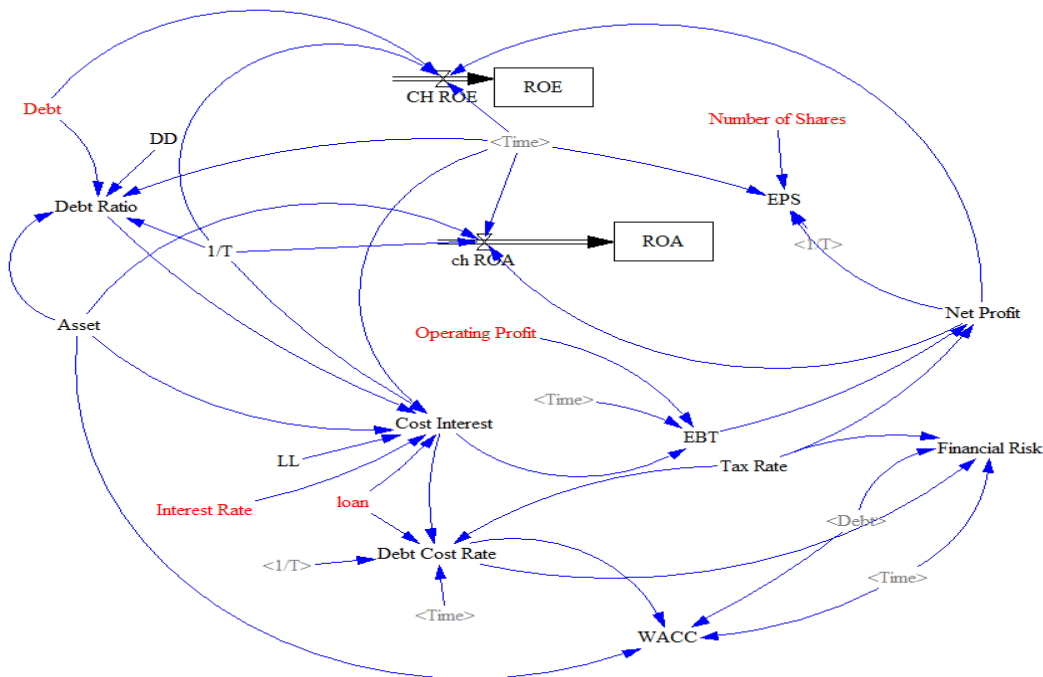 ROE
CH ROE
Debt
Number of Shares
DD
<Time>
EPS
Debt Ratio
ROA
<1/T>
1/T
ch ROA
Net Profit
Asset
Operating Profit
<Time>
Cost Interest
EBT
Financial Risk
LL
Tax Rate
loan
Interest Rate
<Debt>
Debt Cost Rate
<1/T>
<Time>
<Time>
WACC